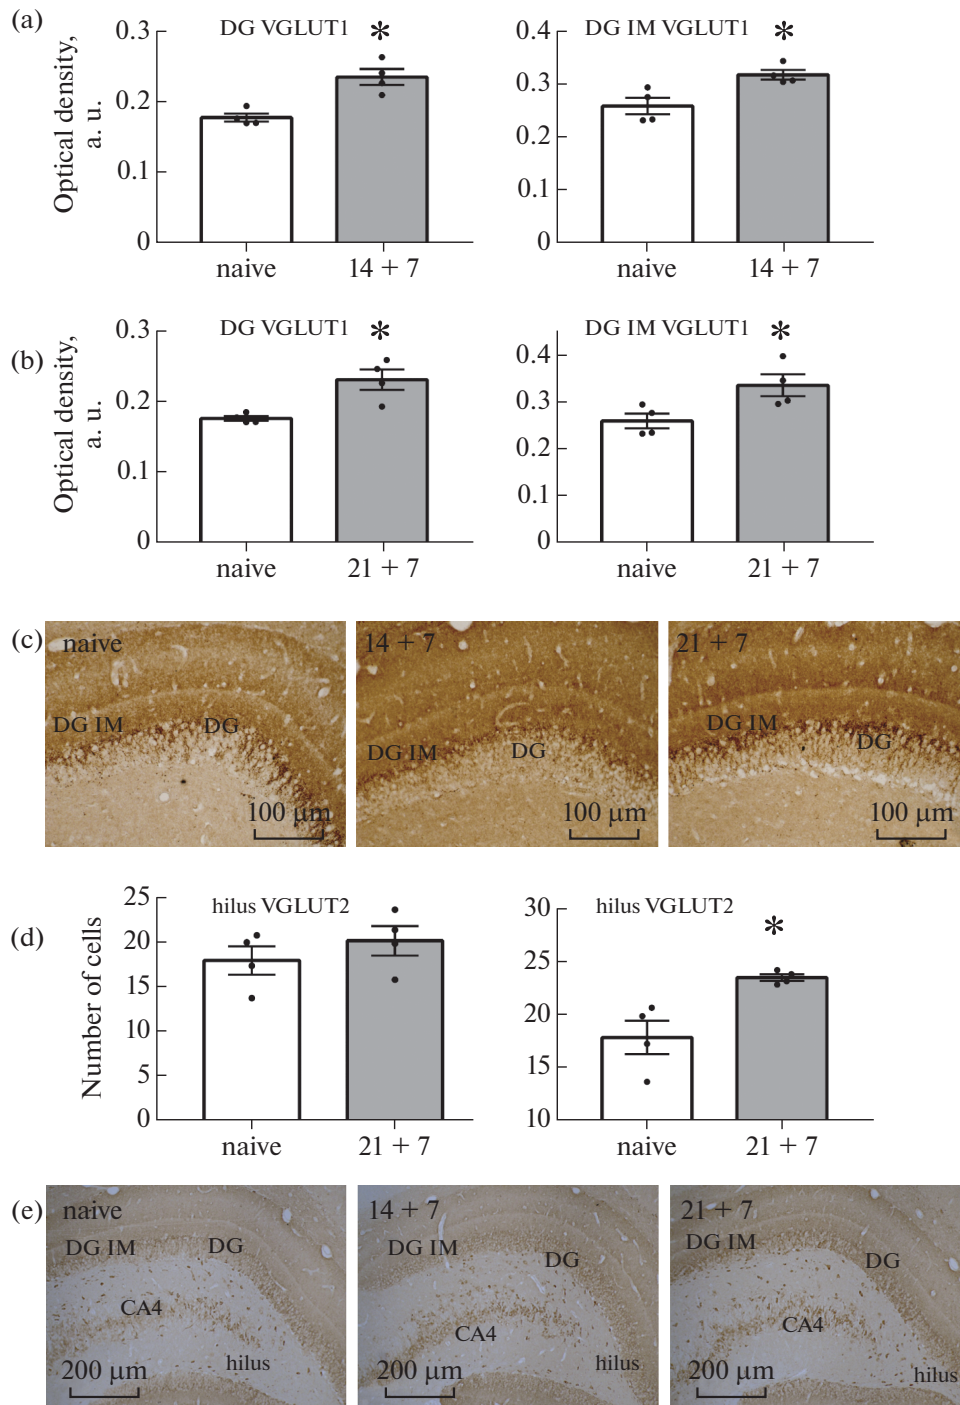 (a)
DG VGLUT1
*
DG IM VGLUT1
*
Optical density,
a. u.
0.3
0.2
0.1
0
naive
14 + 7
0.4
0.3
0.2
0.1
0
naive
14 + 7
(b)
DG VGLUT1
*
DG IM VGLUT1
*
Optical density,
a. u.
0.3
0.2
0.1
0
naive
21 + 7
0.4
0.3
0.2
0.1
0
naive
21 + 7
(c)
naive
DG IM
DG
100 µm
14 + 7
DG IM
DG
100 µm
21 + 7
DG IM
DG
100 µm
(d)
hilus VGLUT2
hilus VGLUT2
*
Number of cells
25
20
15
10
5
0
naive
21 + 7
30
25
20
15
10
naive
21 + 7
(e)
naive
DG IM
DG
CA4
hilus
200 µm
14 + 7
DG IM
DG
CA4
hilus
200 µm
21 + 7
DG IM
DG
CA4
hilus
200 µm